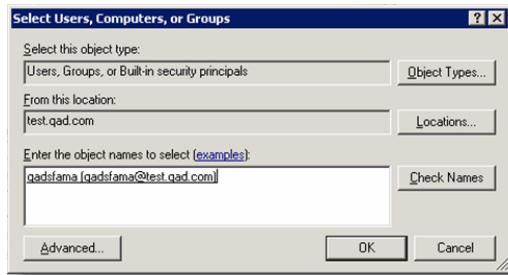 Select Users, Computers, or Groups
Select this object type:
Users, Groups, or Built-in security principals
Object Types...
From this location:
test.qad.com
Locations...
Enter the object names to select (examples):
qadsfama (qadsfama@test.qad.com)
Check Names
Advanced...
OK
Cancel